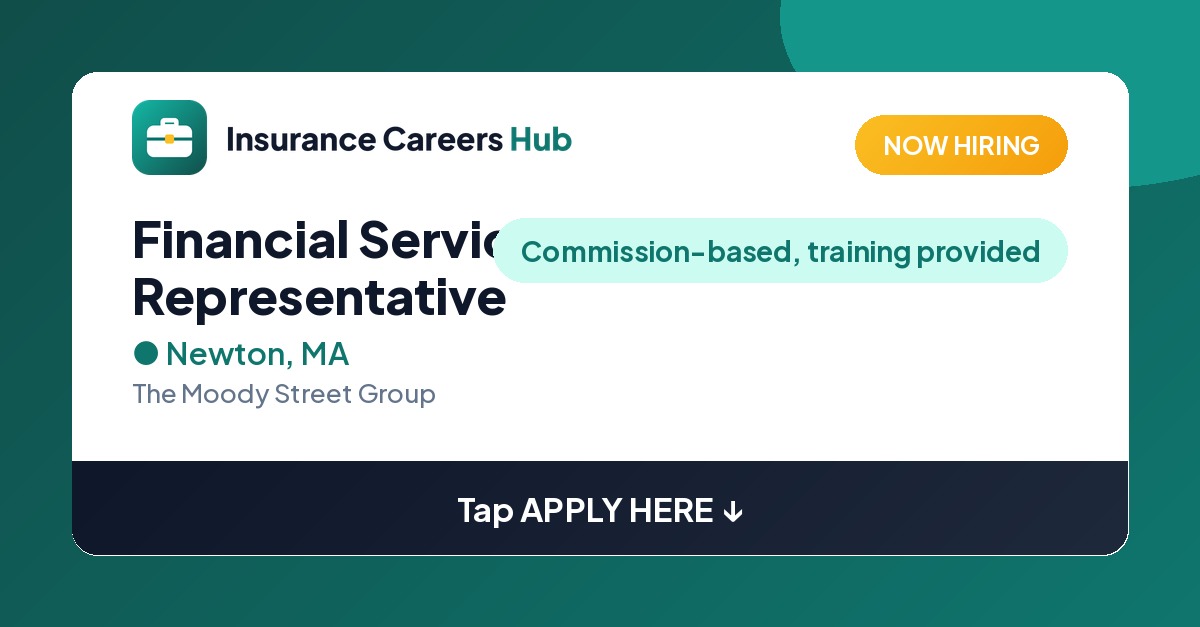 Insurance Careers Hub
NOW HIRING
Financial
Commission-based, training provided
Representative
Newton, MA
The Moody Street Group
Tap APPLY HERE ↓